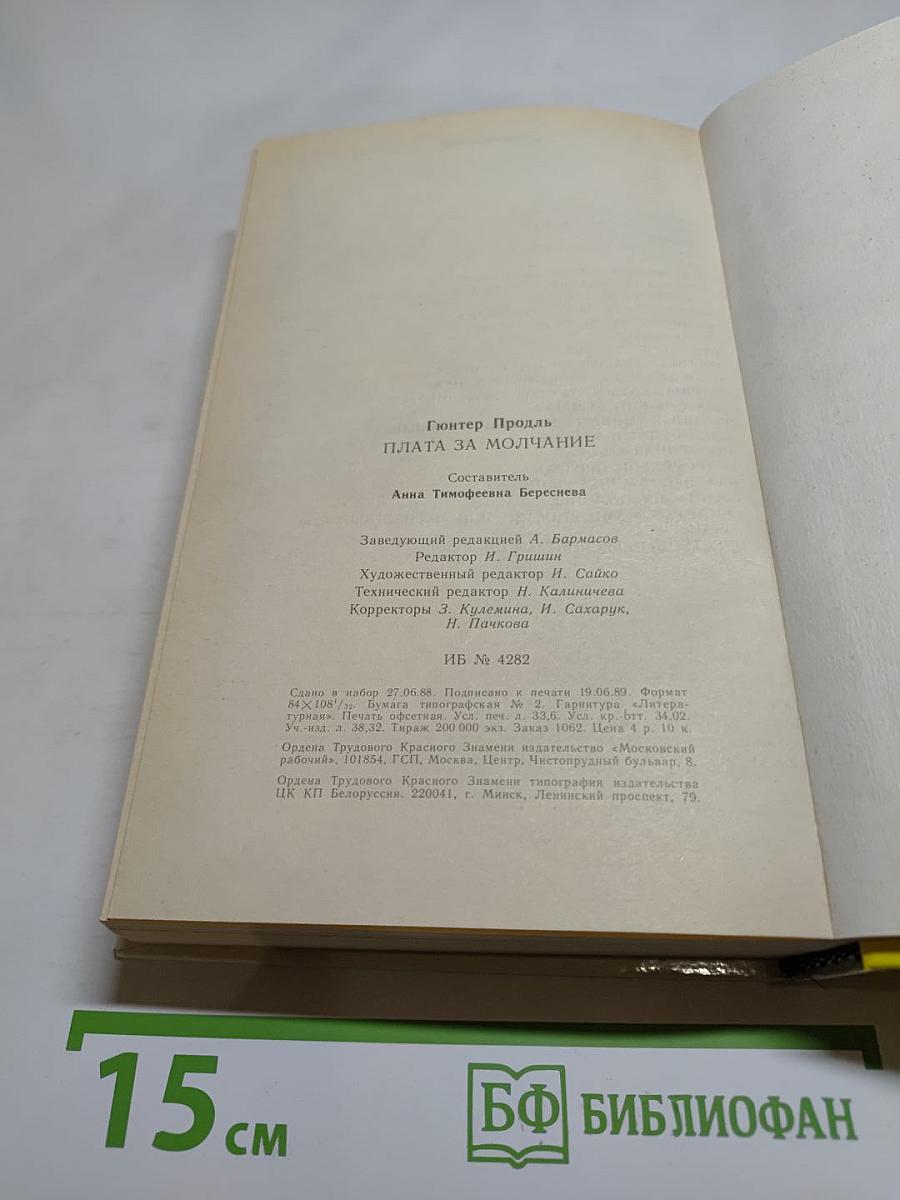 Гюнтер Продль
ПЛАТА ЗА МОЛЧАНИЕ
Составитель
Анна Тимофеевна Береснева
Заведующий редакцией А. Бармасов
Редактор И. Гришин
Художественный редактор И. Сайко
Технический редактор Н. Калиничева
Корректоры З. Кулемина, И. Сахарук,
Н. Пачкова
ИБ № 4282
Сдано в набор 27.06.88. Подписано к печати 19.06.89. Формат
84×108¹/₃₂. Бумага типографская № 2. Гарнитура «Литера-
турная». Печать офсетная. Усл. печ. л. 33,6. Усл. кр.-отт. 34,02.
Уч.-изд. л. 38,32. Тираж 200 000 экз. Заказ 1062. Цена 4 р. 10 к.
Ордена Трудового Красного Знамени издательство «Московский
рабочий», 101854, ГСП, Москва, Центр, Чистопрудный бульвар, 8.
Ордена Трудового Красного Знамени типография издательства
ЦК КП Белоруссии. 220041, г. Минск, Ленинский проспект, 79.
15 см
БФ БИБЛИОФАН